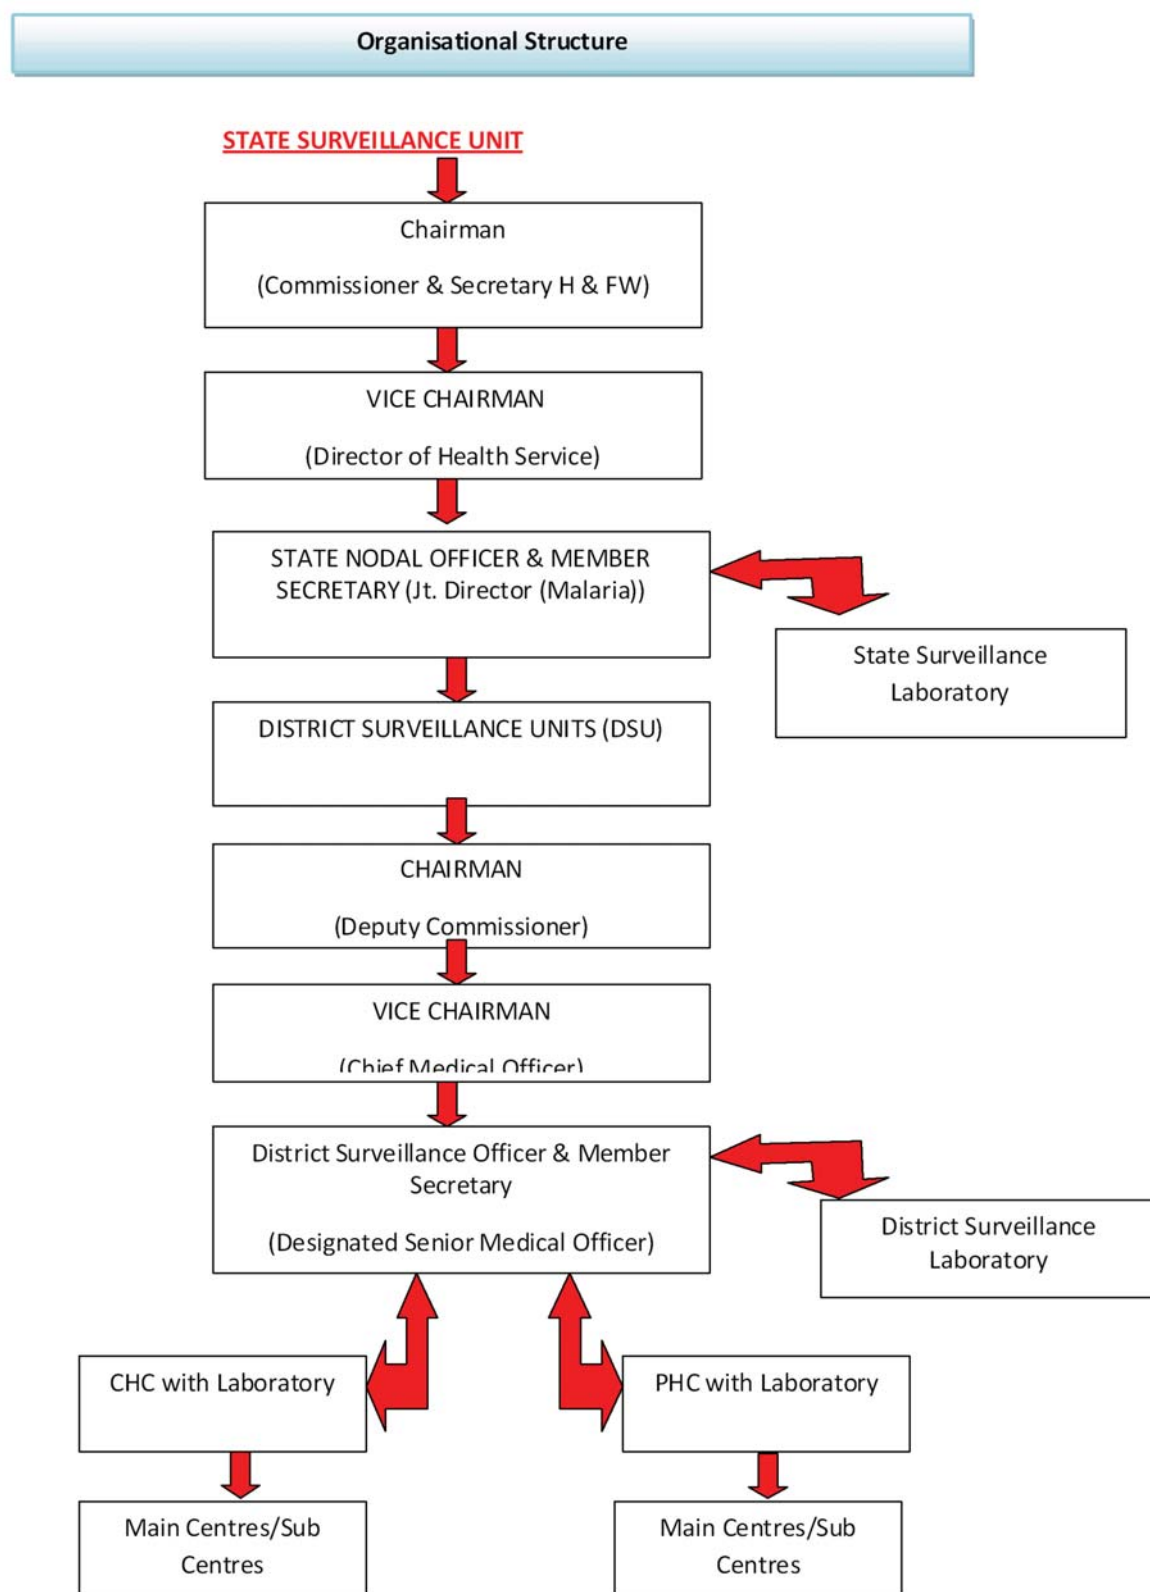 Organisational Structure
STATE SURVEILLANCE UNIT
Chairman
(Commissioner & Secretary H & FW)
VICE CHAIRMAN
(Director of Health Service)
STATE NODAL OFFICER & MEMBER
SECRETARY (Jt. Director (Malaria))
State Surveillance
Laboratory
DISTRICT SURVEILLANCE UNITS (DSU)
CHAIRMAN
(Deputy Commissioner)
VICE CHAIRMAN
(Chief Medical Officer)
District Surveillance Officer & Member
Secretary
(Designated Senior Medical Officer)
District Surveillance
Laboratory
CHC with Laboratory
PHC with Laboratory
Main Centres/Sub
Centres
Main Centres/Sub
Centres